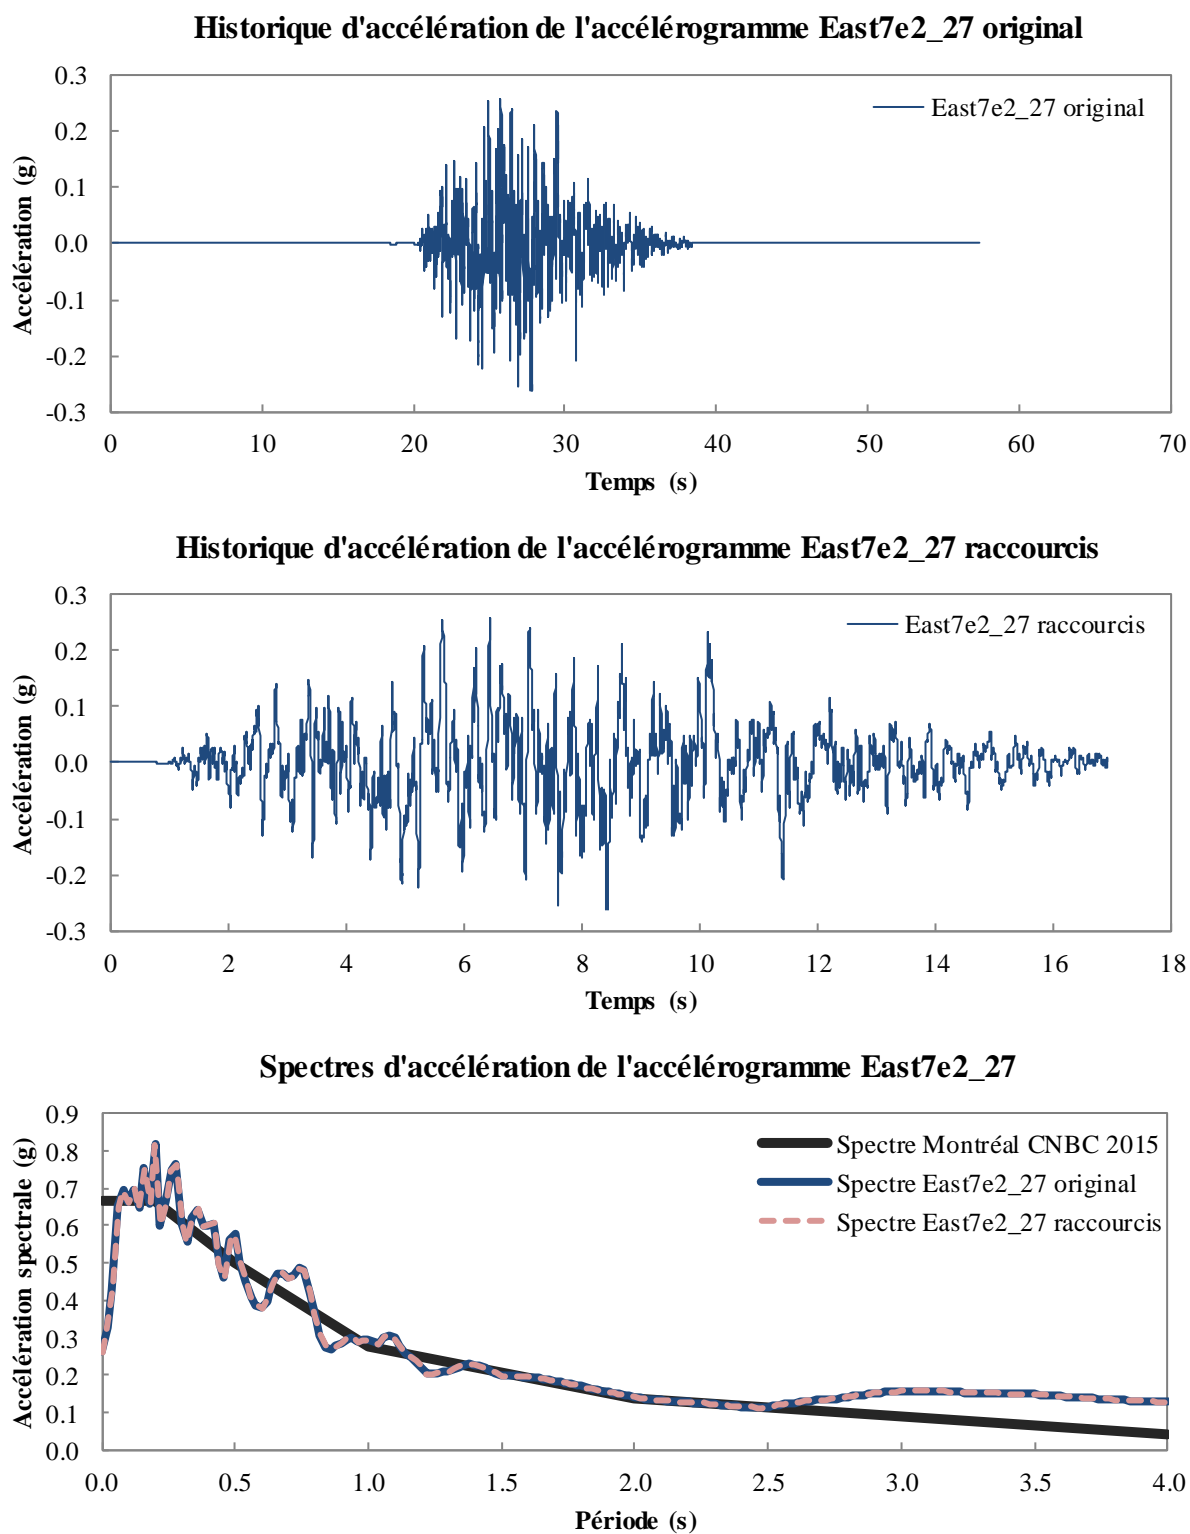 Historique d'accélération de l'accélérogramme East7e2_27 original
0.3
0.2
0.1
0.0
-0.1
-0.2
-0.3
Accélération (g)
East7e2_27 original
0 10 20 30 40 50 60 70
Temps (s)
Historique d'accélération de l'accélérogramme East7e2_27 raccourcis
0.3
0.2
0.1
0.0
-0.1
-0.2
-0.3
Accélération (g)
East7e2_27 raccourcis
0 2 4 6 8 10 12 14 16 18
Temps (s)
Spectres d'accélération de l'accélérogramme East7e2_27
0.9
0.8
0.7
0.6
0.5
0.4
0.3
0.2
0.1
0.0
Accélération spectrale (g)
Spectre Montréal CNBC 2015
Spectre East7e2_27 original
Spectre East7e2_27 raccourcis
0.0 0.5 1.0 1.5 2.0 2.5 3.0 3.5 4.0
Période (s)